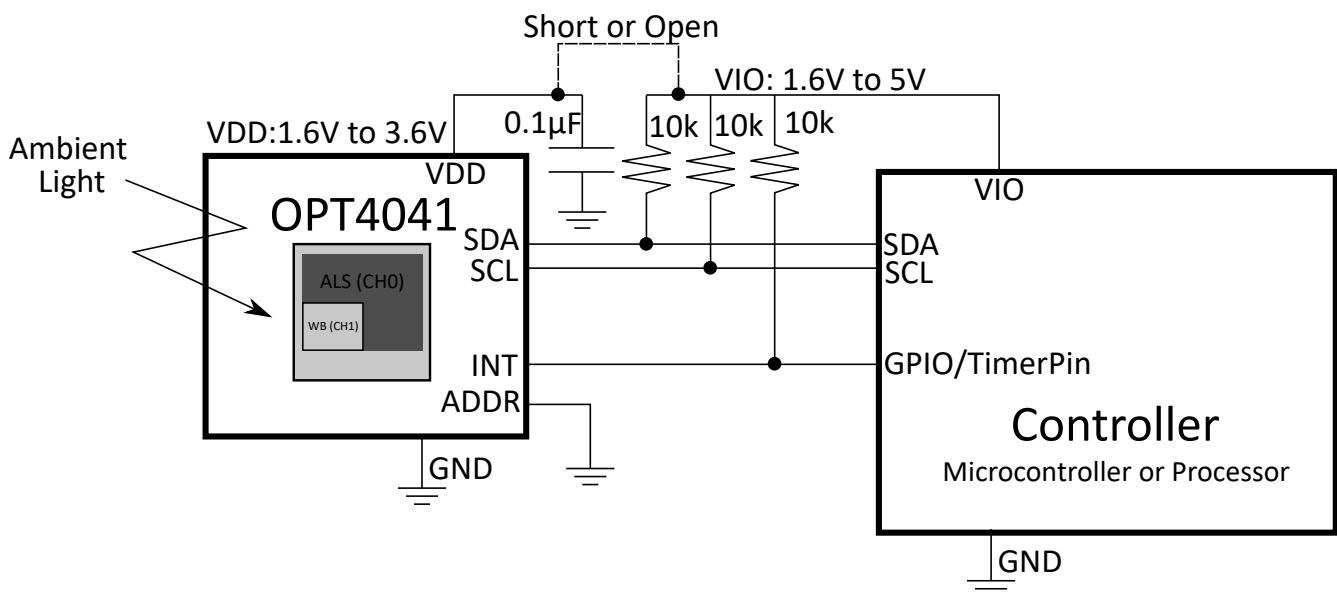 Short or Open
VIO: 1.6V to 5V
0.1µF
10k
10k
10k
VDD:1.6V to 3.6V
Ambient
Light
VDD
VIO
OPT4041
SDA
SCL
SDA
SCL
ALS (CH0)
WB (CH1)
INT
GPIO/TimerPin
ADDR
Controller
Microcontroller or Processor
GND
GND